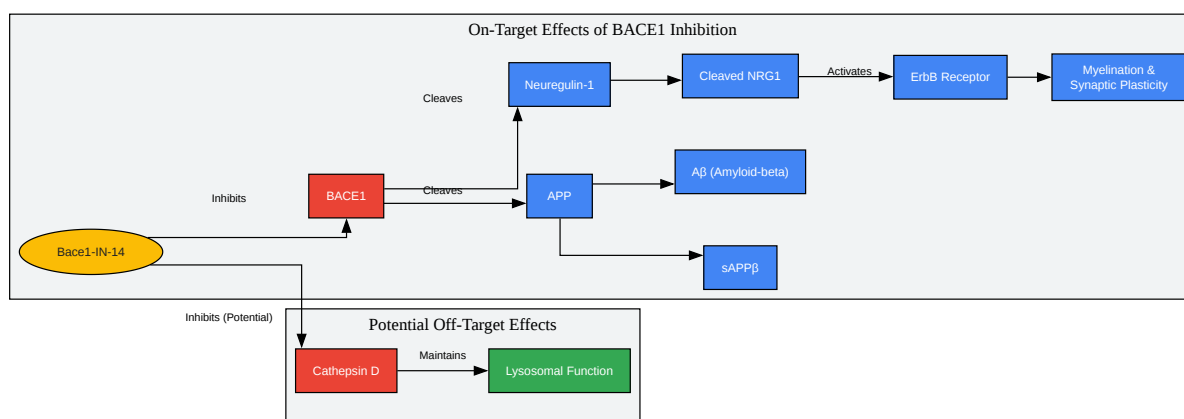 On-Target Effects of BACE1 Inhibition
Neuregulin-1
Cleaved NRG1
Activates
ErbB Receptor
Myelination &
Synaptic Plasticity
Cleaves
Aβ (Amyloid-beta)
Inhibits
BACE1
Cleaves
APP
Bace1-IN-14
sAPPβ
Inhibits (Potential)
Potential Off-Target Effects
Cathepsin D
Maintains
Lysosomal Function